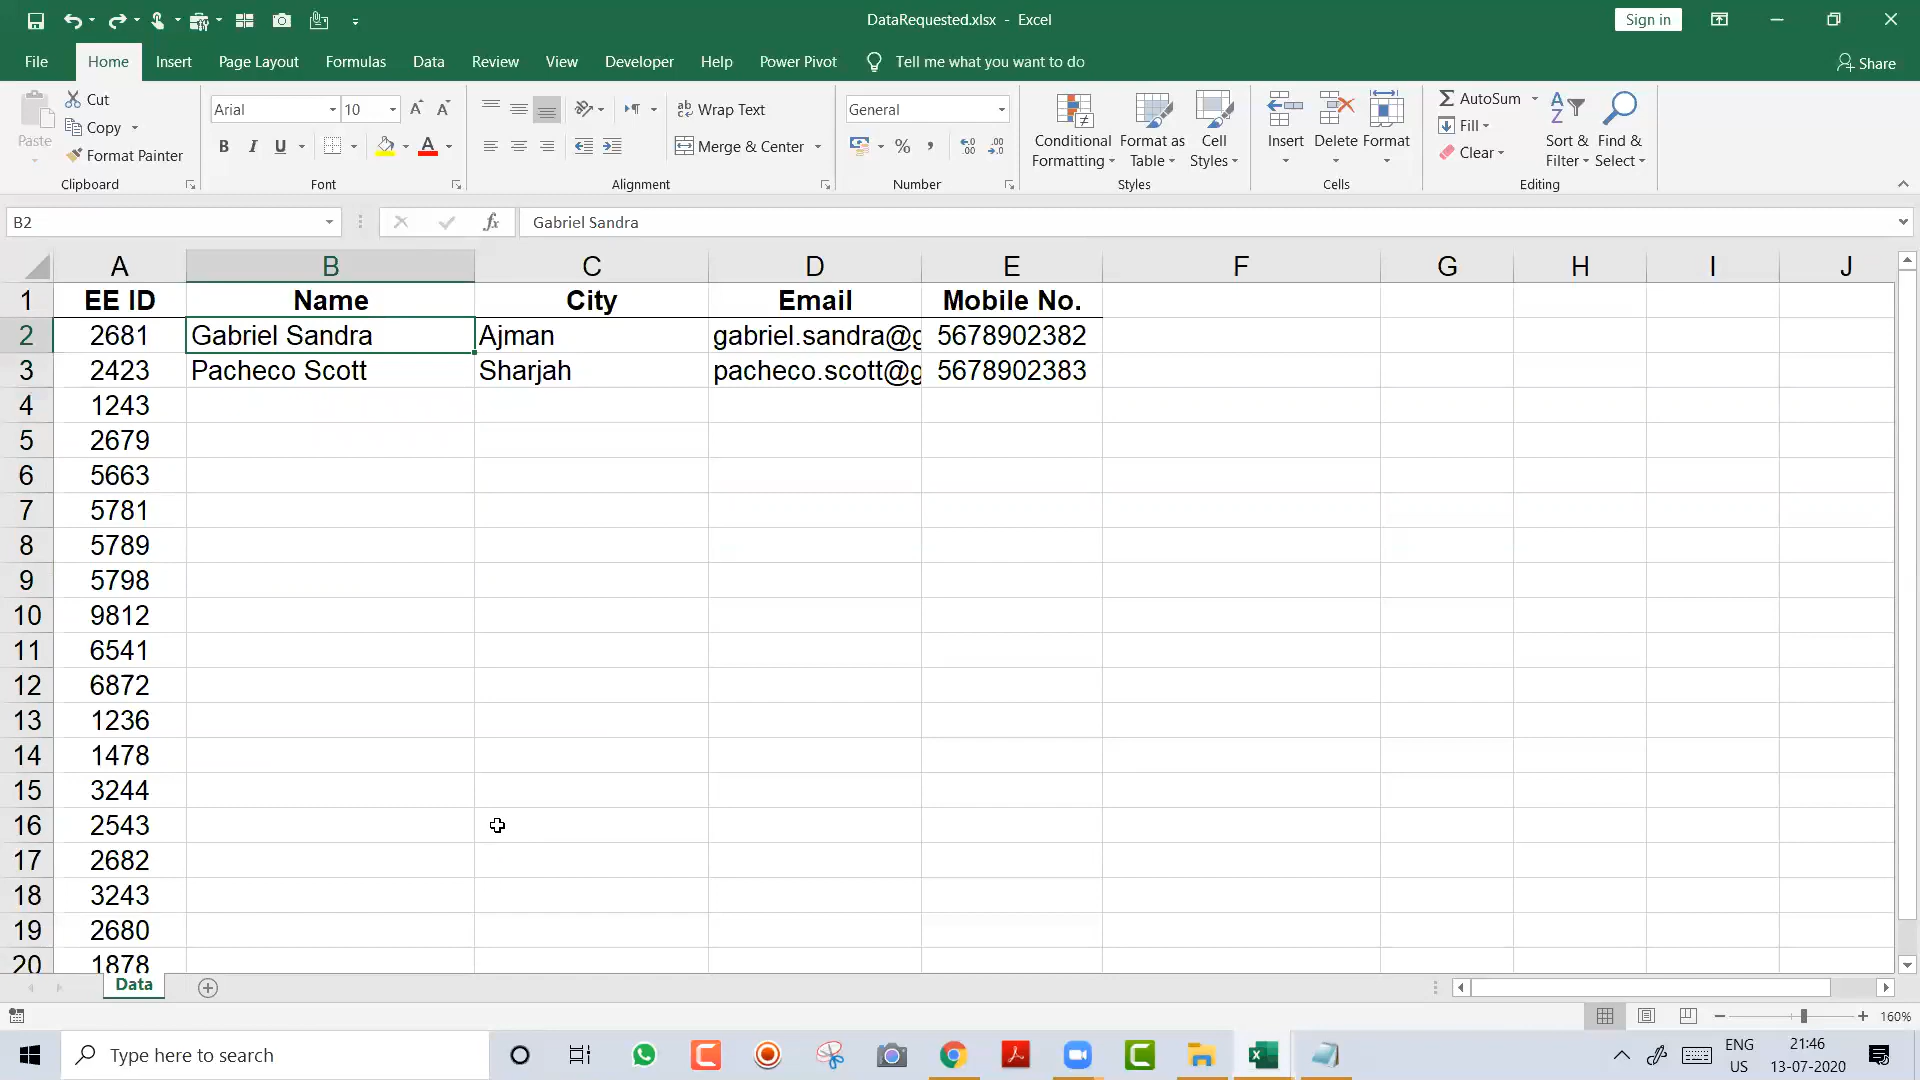 DataRequested.xlsx - Excel
Sign in
File Home Insert Page Layout Formulas Data Review View Developer Help Power Pivot Tell me what you want to do Share
Paste
Cut
Copy
Format Painter
Clipboard
Arial 10
B I U A
Font
Wrap Text
Merge & Center
Alignment
General
Number
Conditional Formatting
Format as Table
Cell Styles
Styles
Insert Delete Format
Cells
AutoSum
Fill
Clear
Sort & Filter
Find & Select
Editing
B2 fx Gabriel Sandra
A B C D E F G H I J
1 EE ID Name City Email Mobile No.
2 2681 Gabriel Sandra Ajman gabriel.sandra@g 5678902382
3 2423 Pacheco Scott Sharjah pacheco.scott@g 5678902383
4 1243
5 2679
6 5663
7 5781
8 5789
9 5798
10 9812
11 6541
12 6872
13 1236
14 1478
15 3244
16 2543
17 2682
18 3243
19 2680
20 1878
Data
160%
Type here to search
ENG
US
21:46
13-07-2020